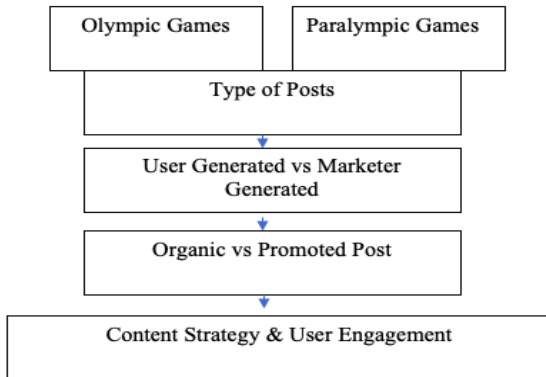 Olympic Games
Paralympic Games
Type of Posts
User Generated vs Marketer
Generated
Organic vs Promoted Post
Content Strategy & User Engagement